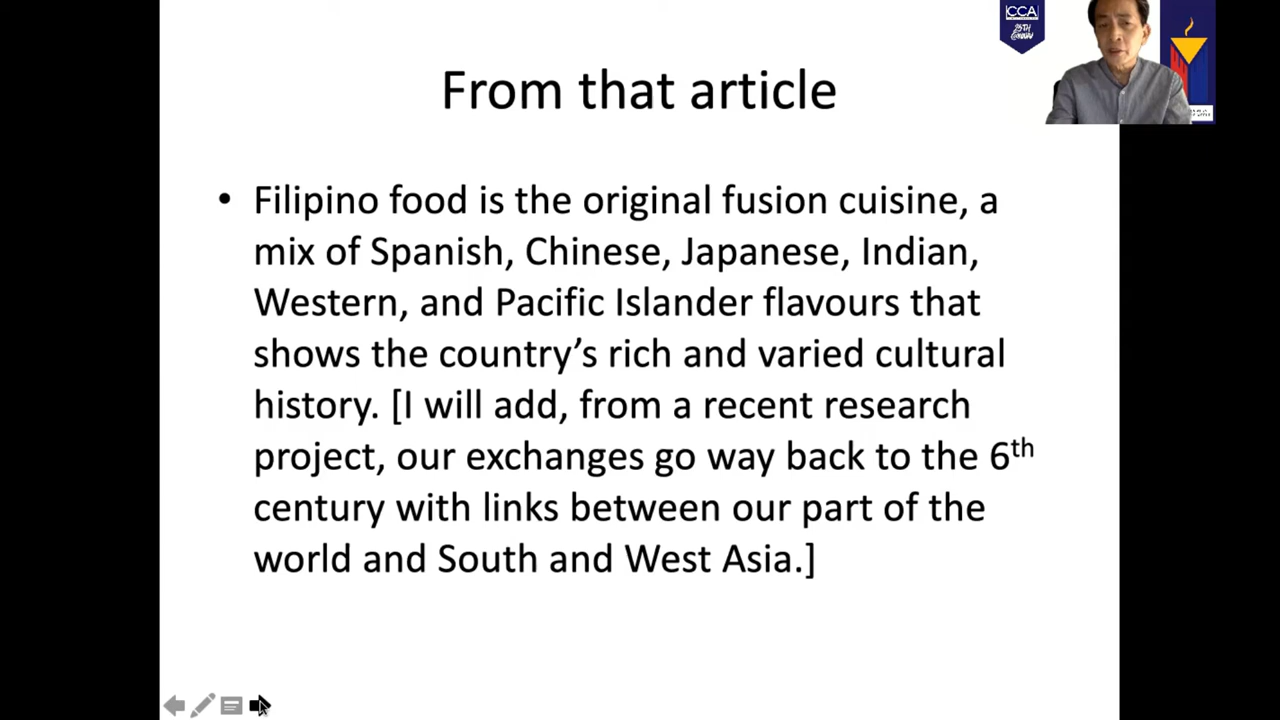 CCA
25TH
From that article
• Filipino food is the original fusion cuisine, a
mix of Spanish, Chinese, Japanese, Indian,
Western, and Pacific Islander flavours that
shows the country’s rich and varied cultural
history. [I will add, from a recent research
project, our exchanges go way back to the 6th
century with links between our part of the
world and South and West Asia.]